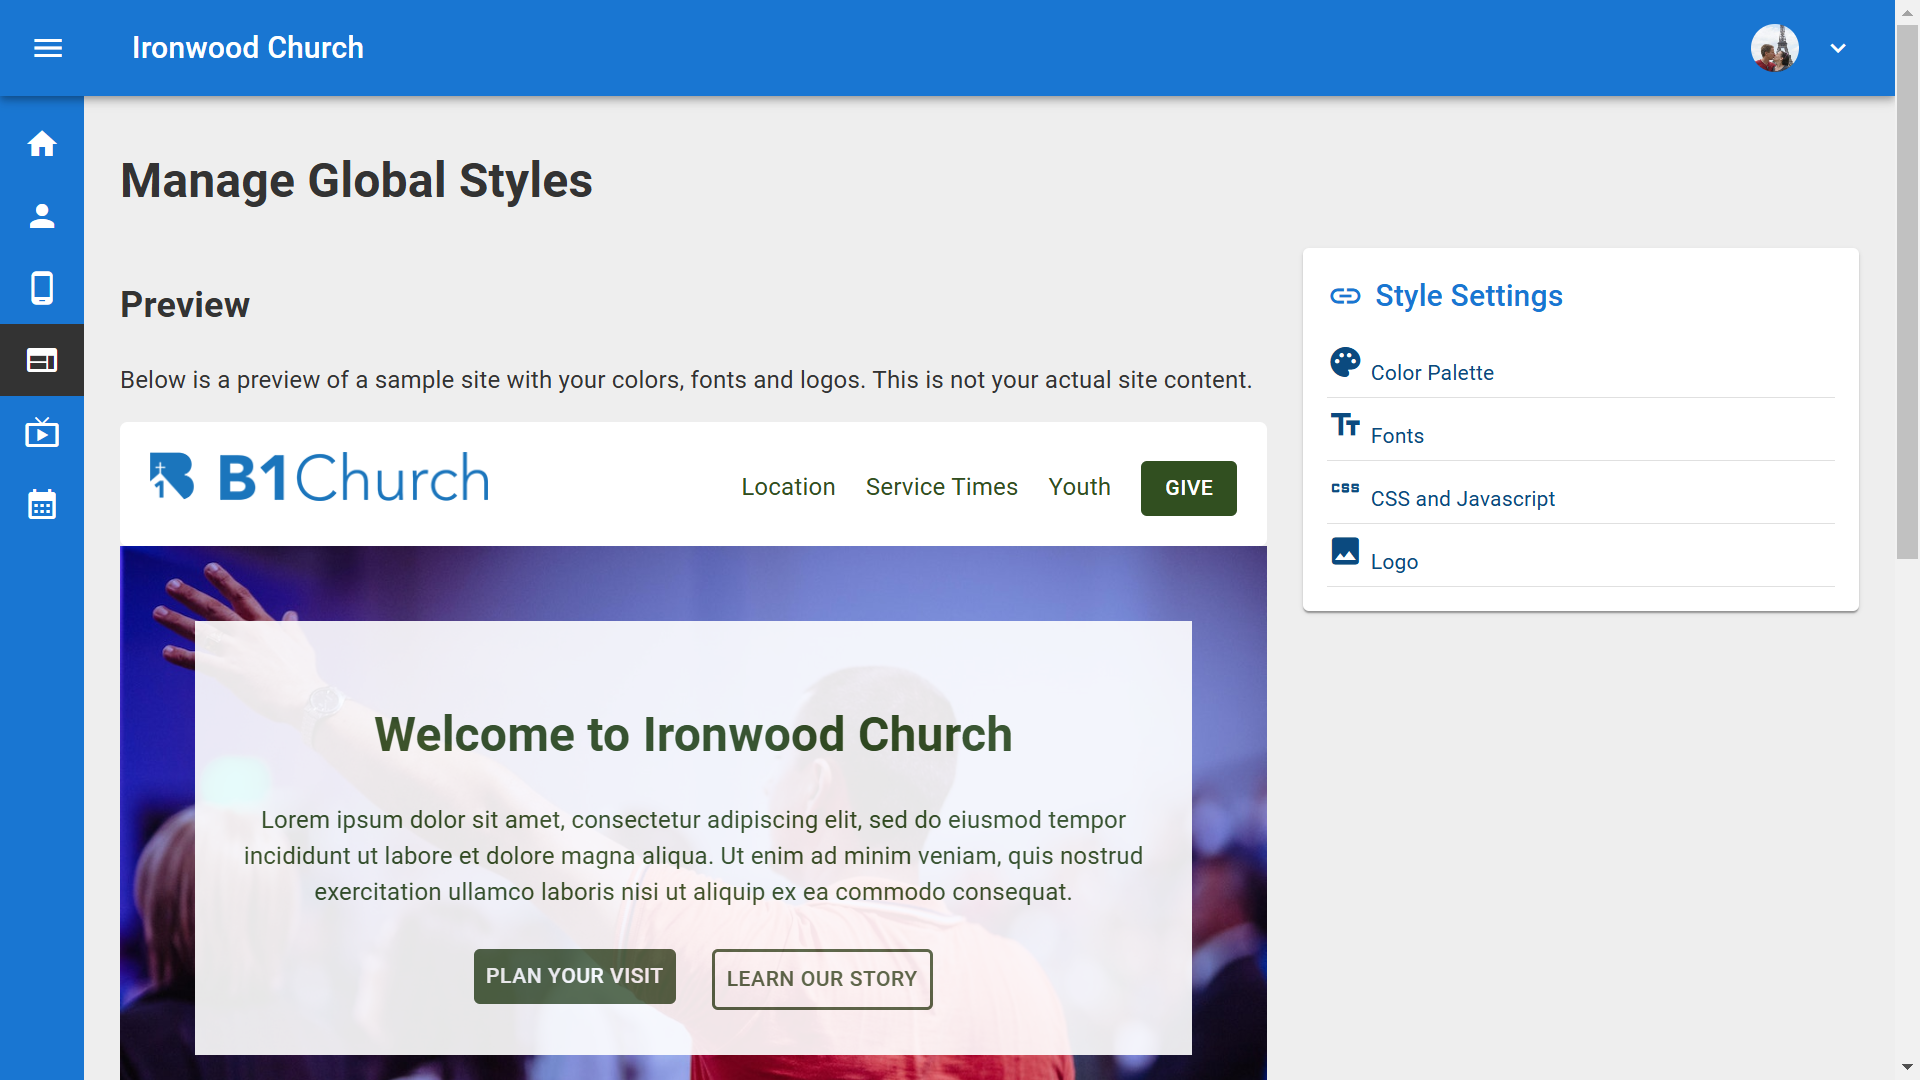 Ironwood Church
Manage Global Styles
Preview
Below is a preview of a sample site with your colors, fonts and logos. This is not your actual site content.
B1Church
Location
Service Times
Youth
GIVE
Welcome to Ironwood Church
Lorem ipsum dolor sit amet, consectetur adipiscing elit, sed do eiusmod tempor
incididunt ut labore et dolore magna aliqua. Ut enim ad minim veniam, quis nostrud
exercitation ullamco laboris nisi ut aliquip ex ea commodo consequat.
PLAN YOUR VISIT
LEARN OUR STORY
Style Settings
Color Palette
Tт Fonts
css CSS and Javascript
Logo